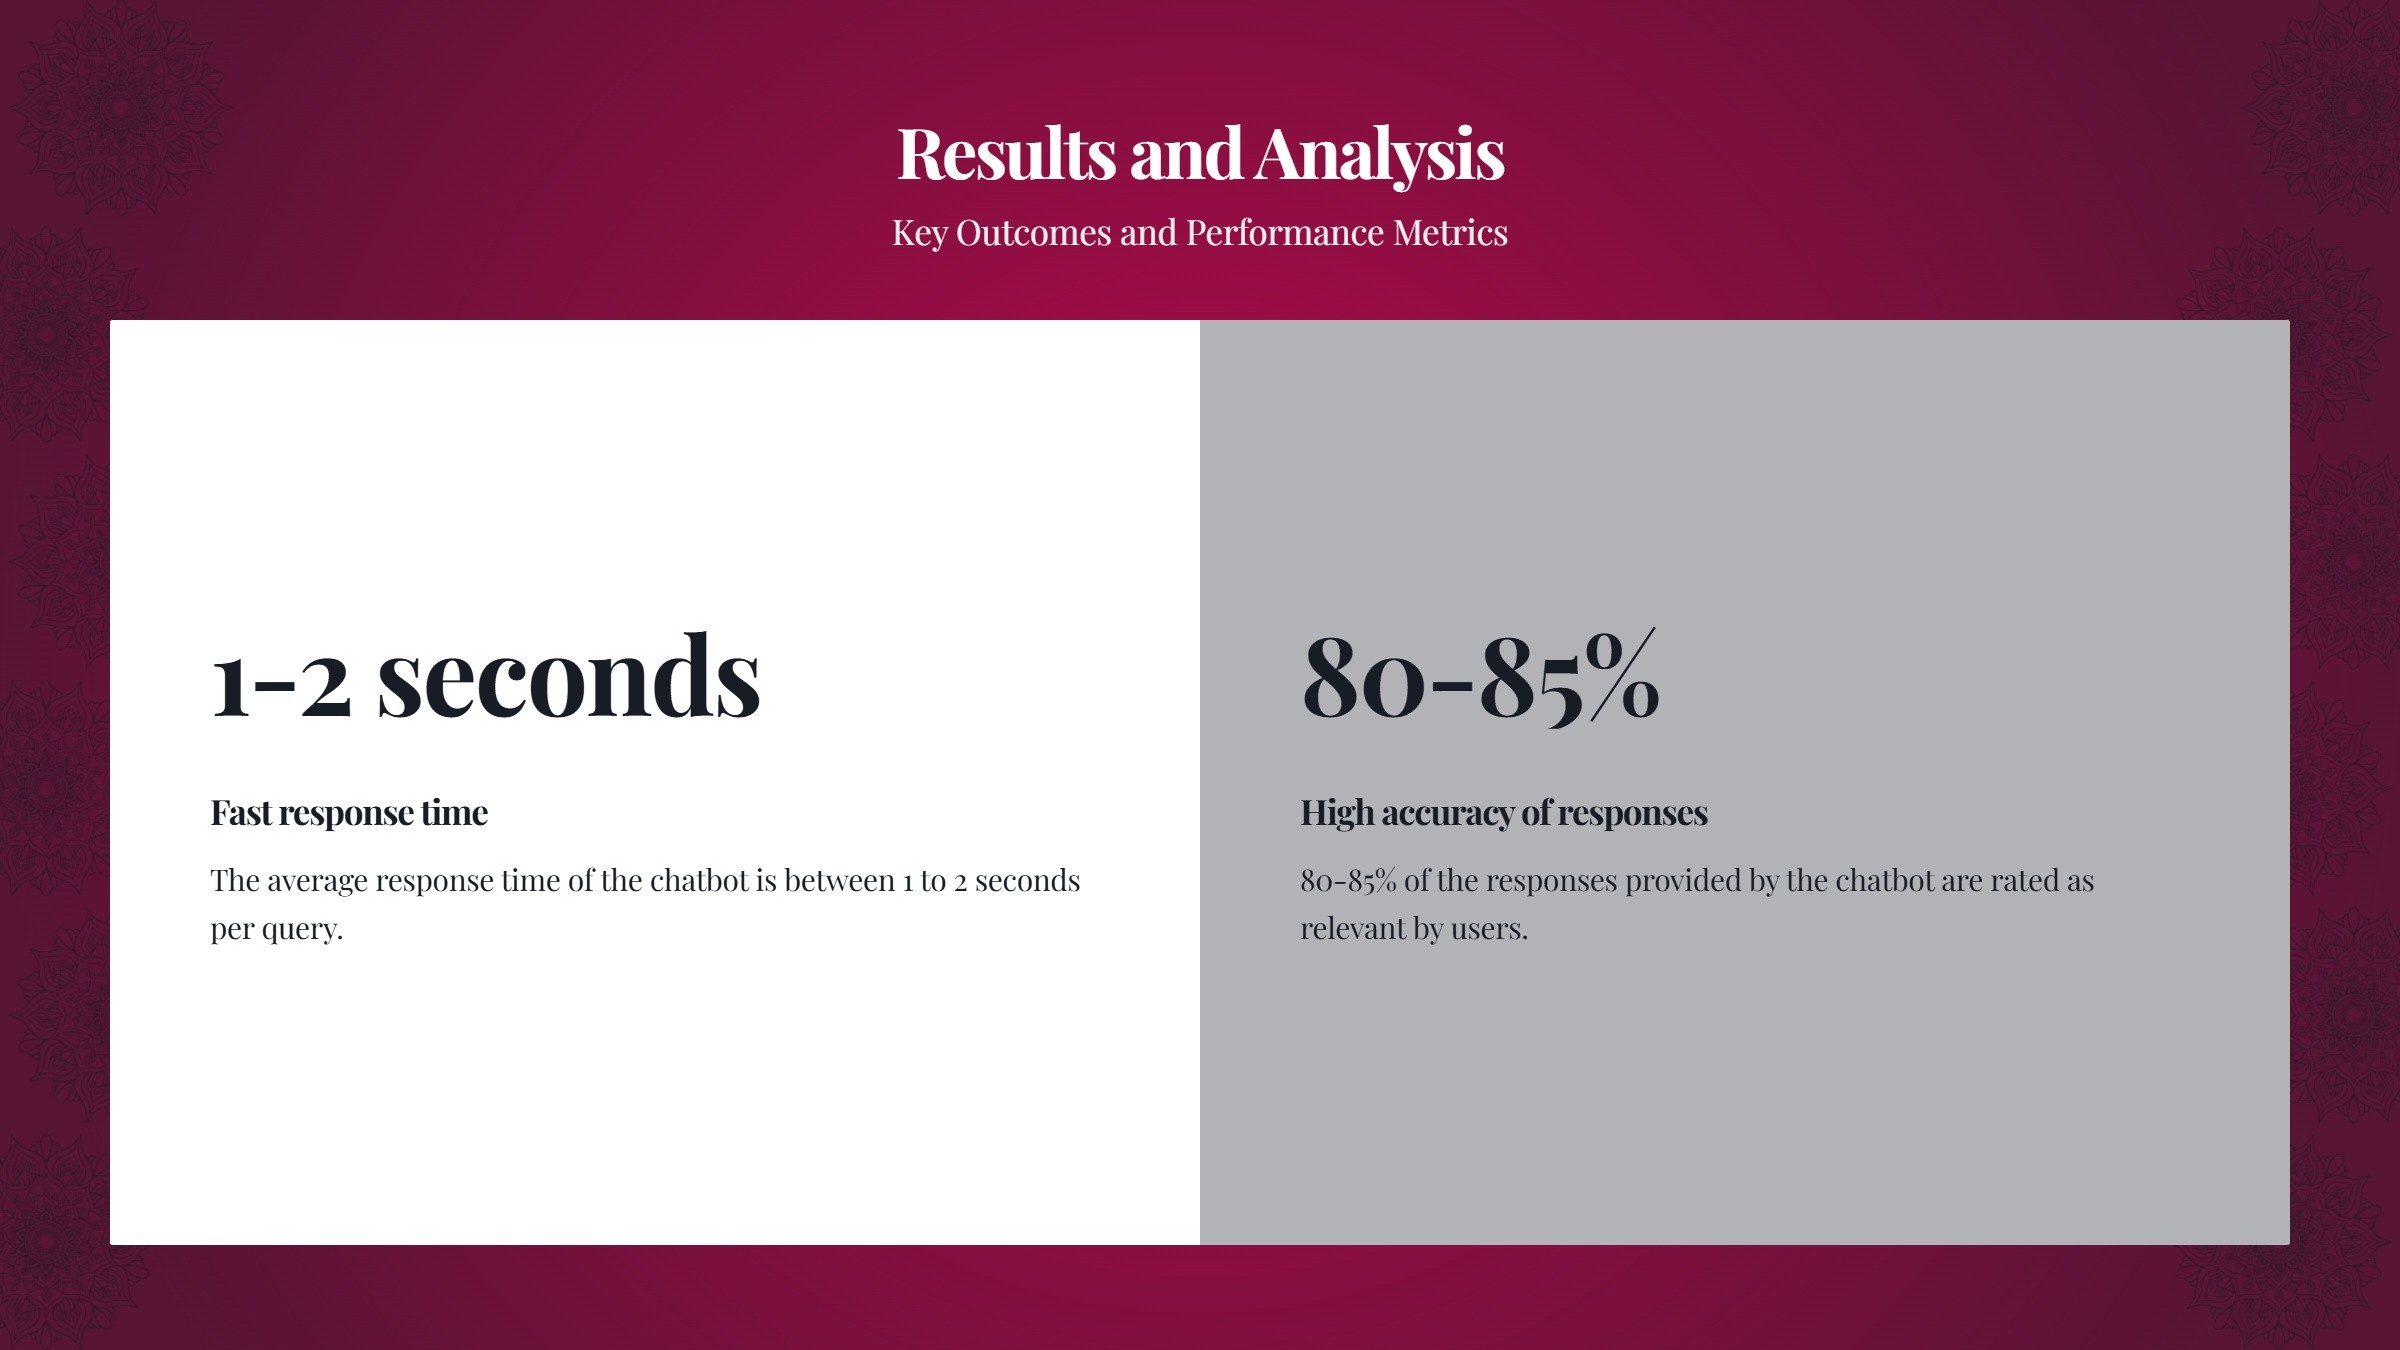 Results and Analysis
Key Outcomes and Performance Metrics
1-2 seconds
Fast response time
The average response time of the chatbot is between 1 to 2 seconds
per query.
80-85%
High accuracy of responses
80-85% of the responses provided by the chatbot are rated as
relevant by users.